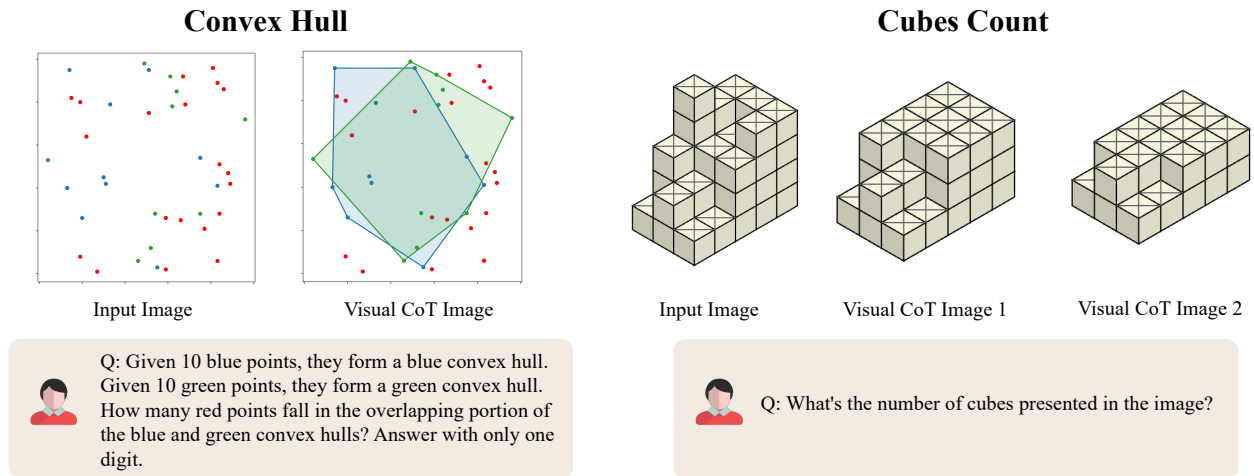 Convex Hull
Cubes Count
Input Image
Visual CoT Image
Input Image
Visual CoT Image 1
Visual CoT Image 2
Q: Given 10 blue points, they form a blue convex hull.
Given 10 green points, they form a green convex hull.
How many red points fall in the overlapping portion of
the blue and green convex hulls? Answer with only one
digit.
Q: What's the number of cubes presented in the image?